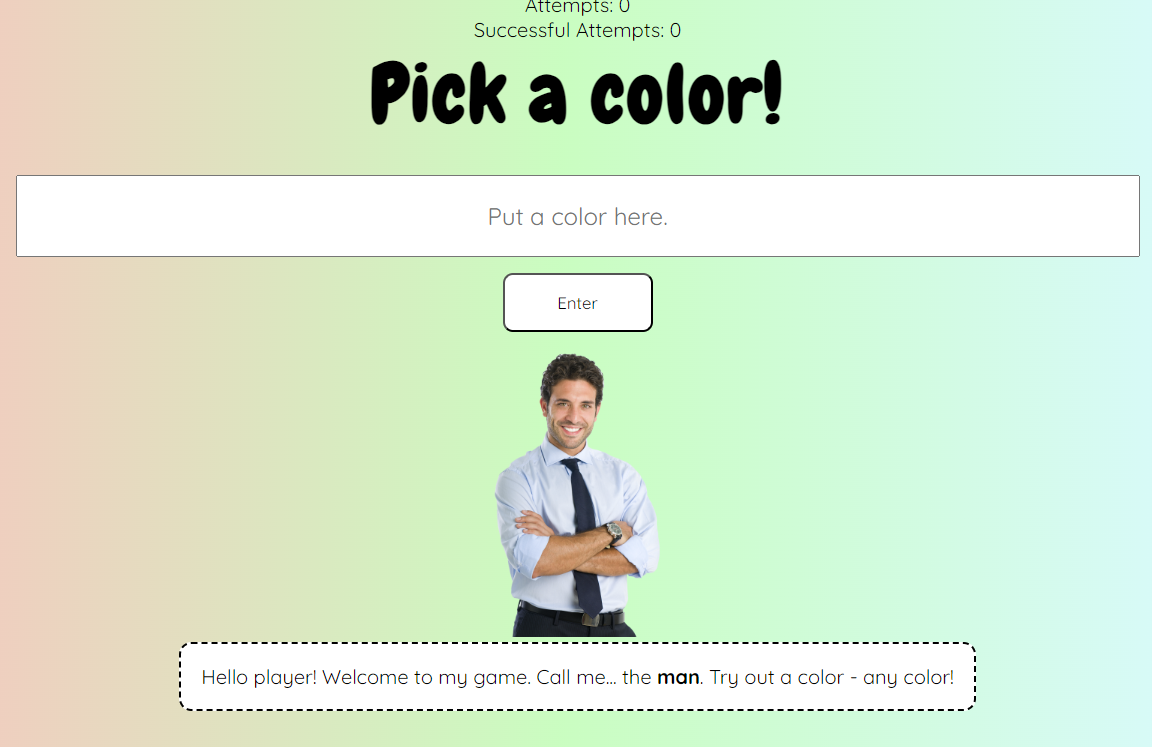 Attempts: 0
Successful Attempts: 0
Pick a color!
Put a color here.
Enter
Hello player! Welcome to my game. Call me... the man. Try out a color - any color!